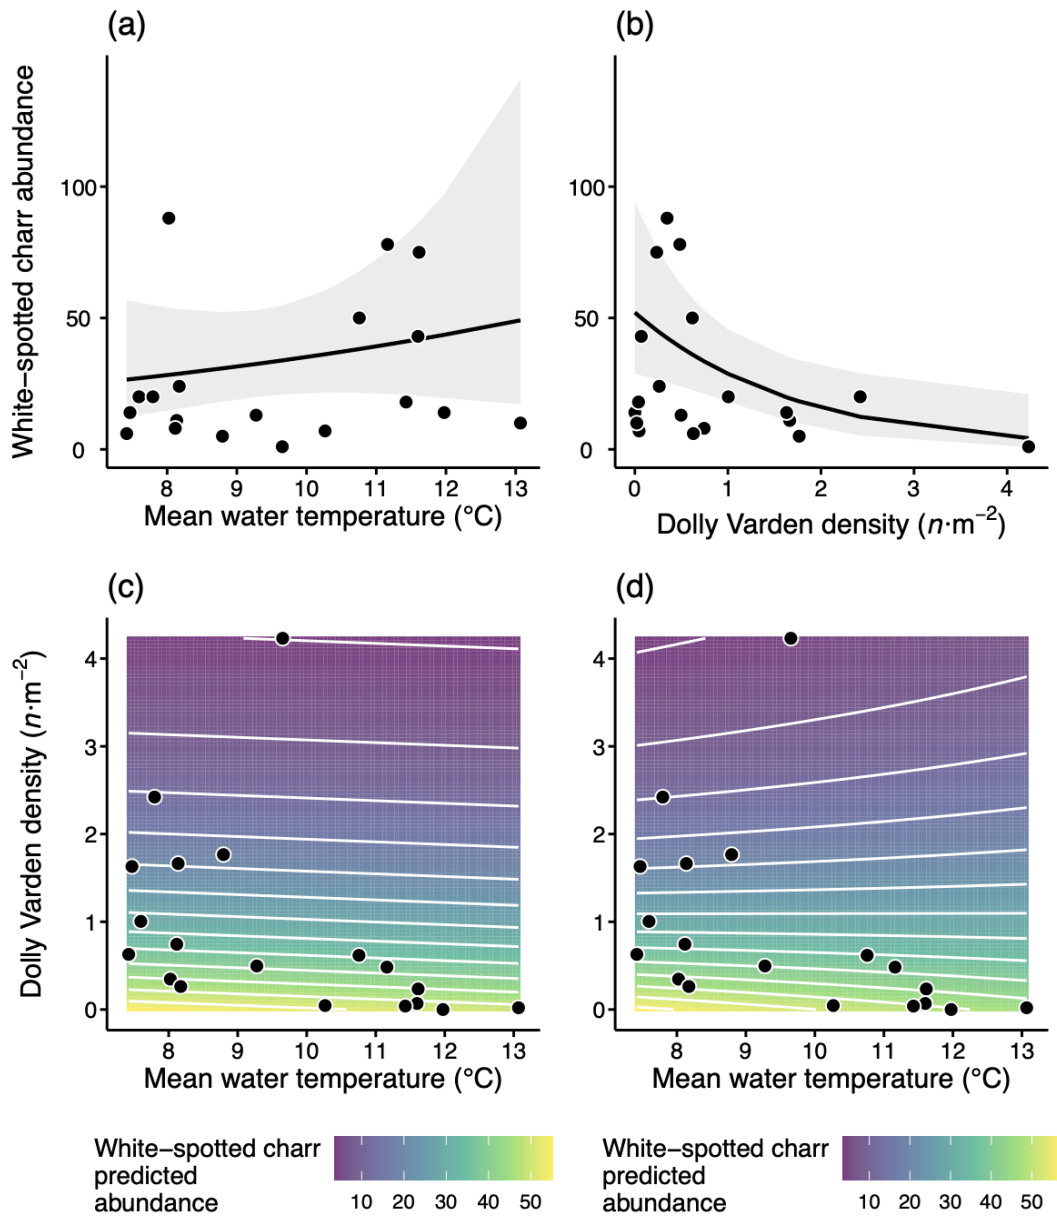 (a)
(b)
White−spotted charr abundance
100
50
0
100
50
0
8 9 10 11 12 13
0 1 2 3 4
Mean water temperature (°C)
Dolly Varden density (n·m−2)
(c)
(d)
Dolly Varden density (n·m−2)
4
3
2
1
0
4
3
2
1
0
8 9 10 11 12 13
8 9 10 11 12 13
Mean water temperature (°C)
Mean water temperature (°C)
White−spotted charr
predicted
abundance
10 20 30 40 50
White−spotted charr
predicted
abundance
10 20 30 40 50